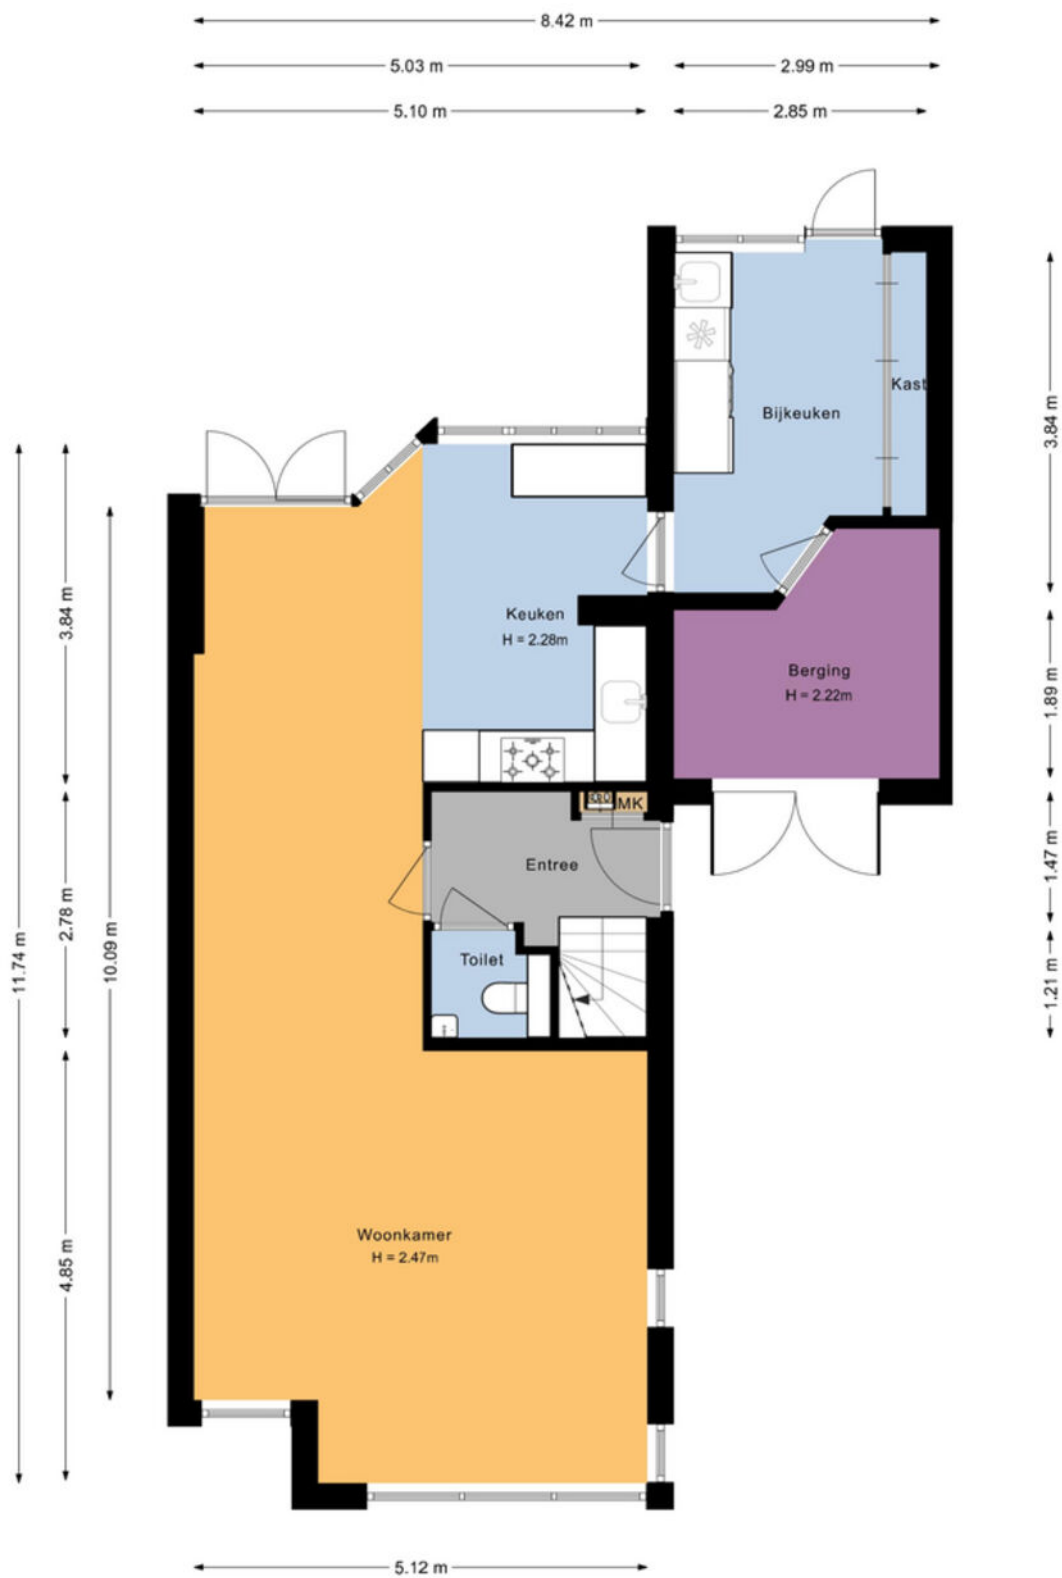 8.42 m
5.03 m
2.99 m
5.10 m
2.85 m
Kast
Bijkeuken
3.84 m
3.84 m
Keuken
H = 2.28m
Berging
H = 2.22m
1.89 m
MK
Entree
1.47 m
2.78 m
11.74 m
10.09 m
Toilet
1.21 m
Woonkamer
H = 2.47m
4.85 m
5.12 m